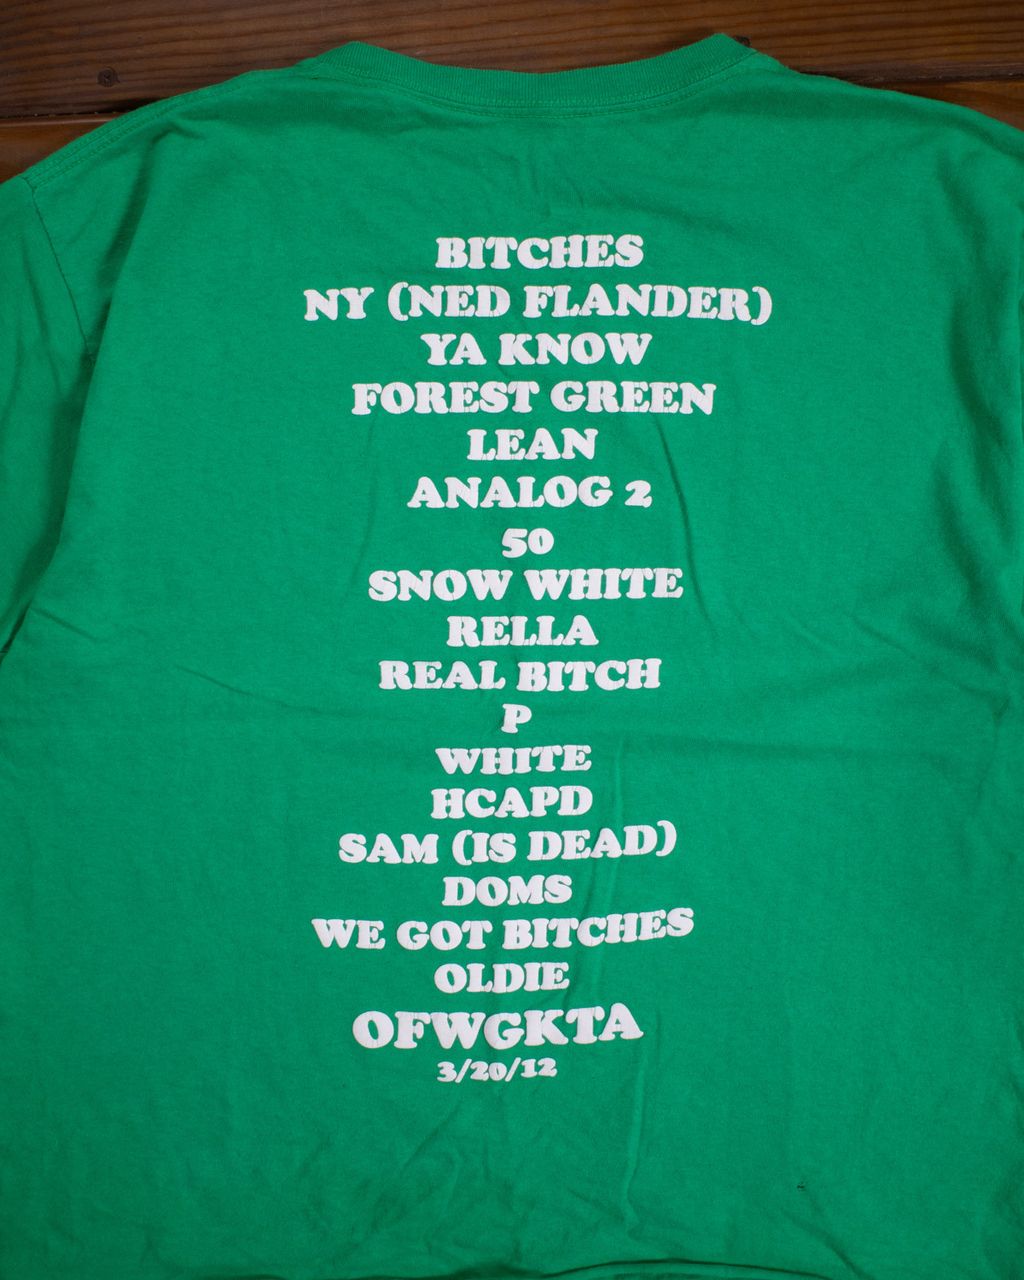 BITCHES
NY (NED FLANDER)
YA KNOW
FOREST GREEN
LEAN
ANALOG 2
50
SNOW WHITE
RELLA
REAL BITCH
P
WHITE
HCAPD
SAM (IS DEAD)
DOMS
WE GOT BITCHES
OLDIE
OFWGKTA
3/20/12